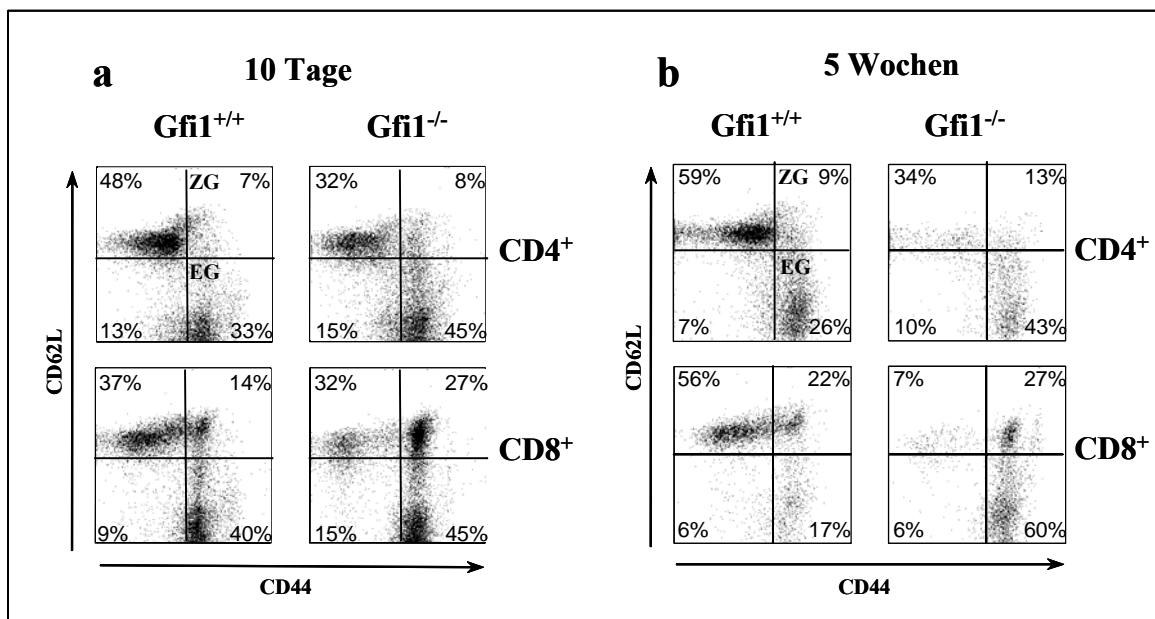 a
10 Tage
b
5 Wochen
Gfi1+/+
Gfi1-/-
Gfi1+/+
Gfi1-/-
48% ZG 7%
32% 8%
EG
13% 33%
15% 45%
CD4+
59% ZG 9%
34% 13%
EG
7% 26%
10% 43%
CD4+
CD62L
37% 14%
32% 27%
9% 40%
15% 45%
CD8+
CD62L
56% 22%
7% 27%
6% 17%
6% 60%
CD8+
CD44
CD44